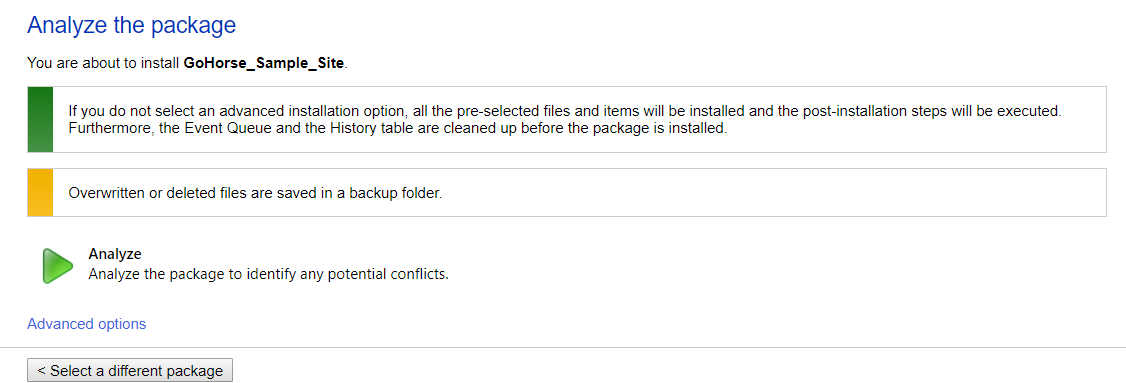 Analyze the package
You are about to install GoHorse_Sample_Site.
If you do not select an advanced installation option, all the pre-selected files and items will be installed and the post-installation steps will be executed.
Furthermore, the Event Queue and the History table are cleaned up before the package is installed.
Overwritten or deleted files are saved in a backup folder.
Analyze
Analyze the package to identify any potential conflicts.
Advanced options
< Select a different package